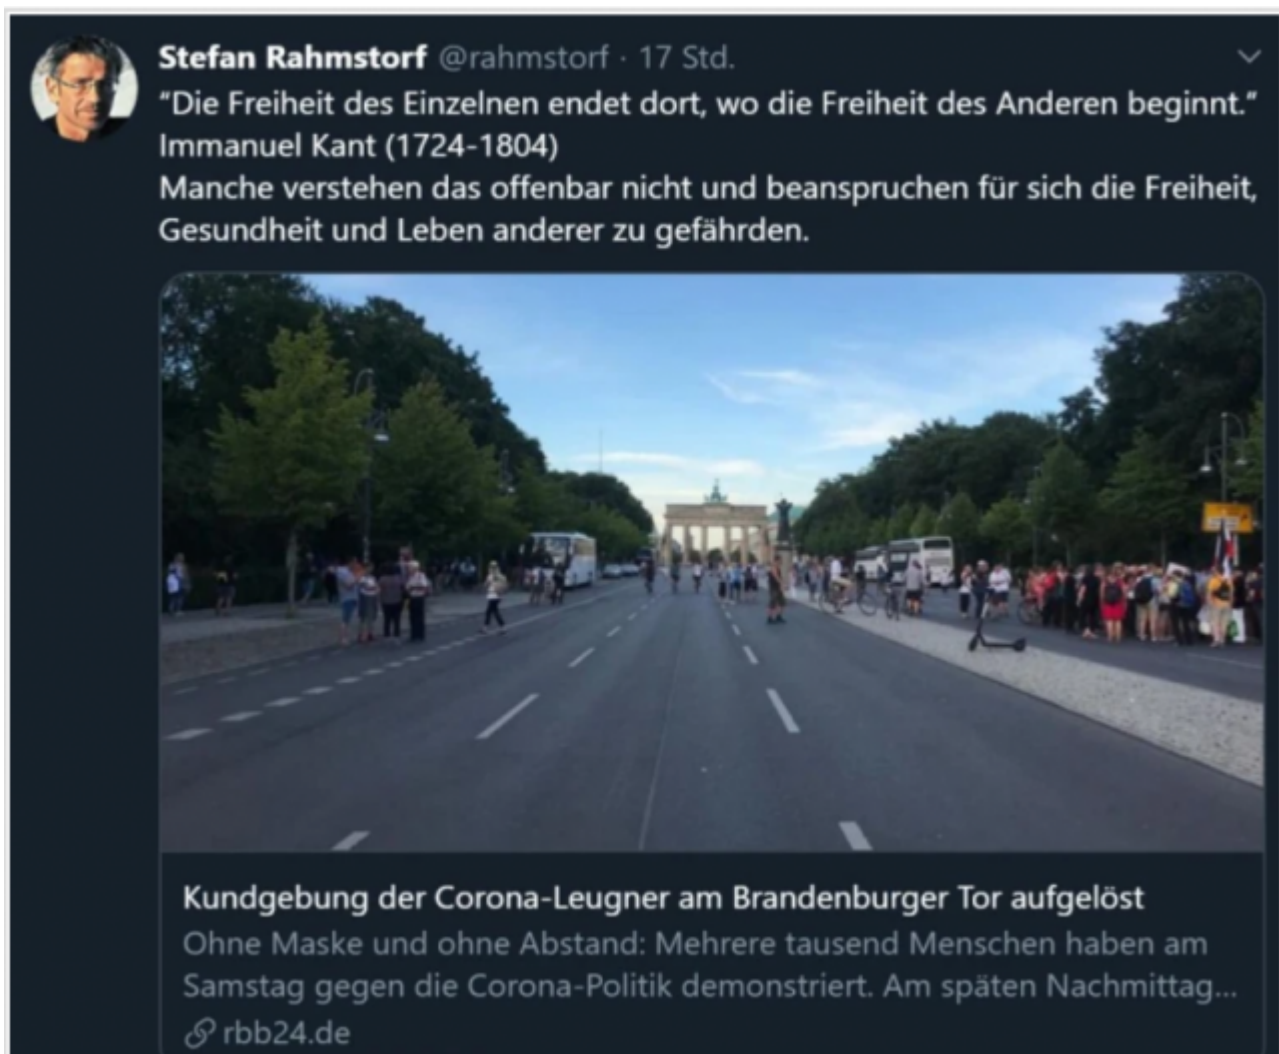 Stefan Rahmstorf @rahmstorf · 17 Std.
“Die Freiheit des Einzelnen endet dort, wo die Freiheit des Anderen beginnt.”
Immanuel Kant (1724-1804)
Manche verstehen das offenbar nicht und beanspruchen für sich die Freiheit,
Gesundheit und Leben anderer zu gefährden.
Kundgebung der Corona-Leugner am Brandenburger Tor aufgelöst
Ohne Maske und ohne Abstand: Mehrere tausend Menschen haben am
Samstag gegen die Corona-Politik demonstriert. Am späten Nachmittag...
rbb24.de